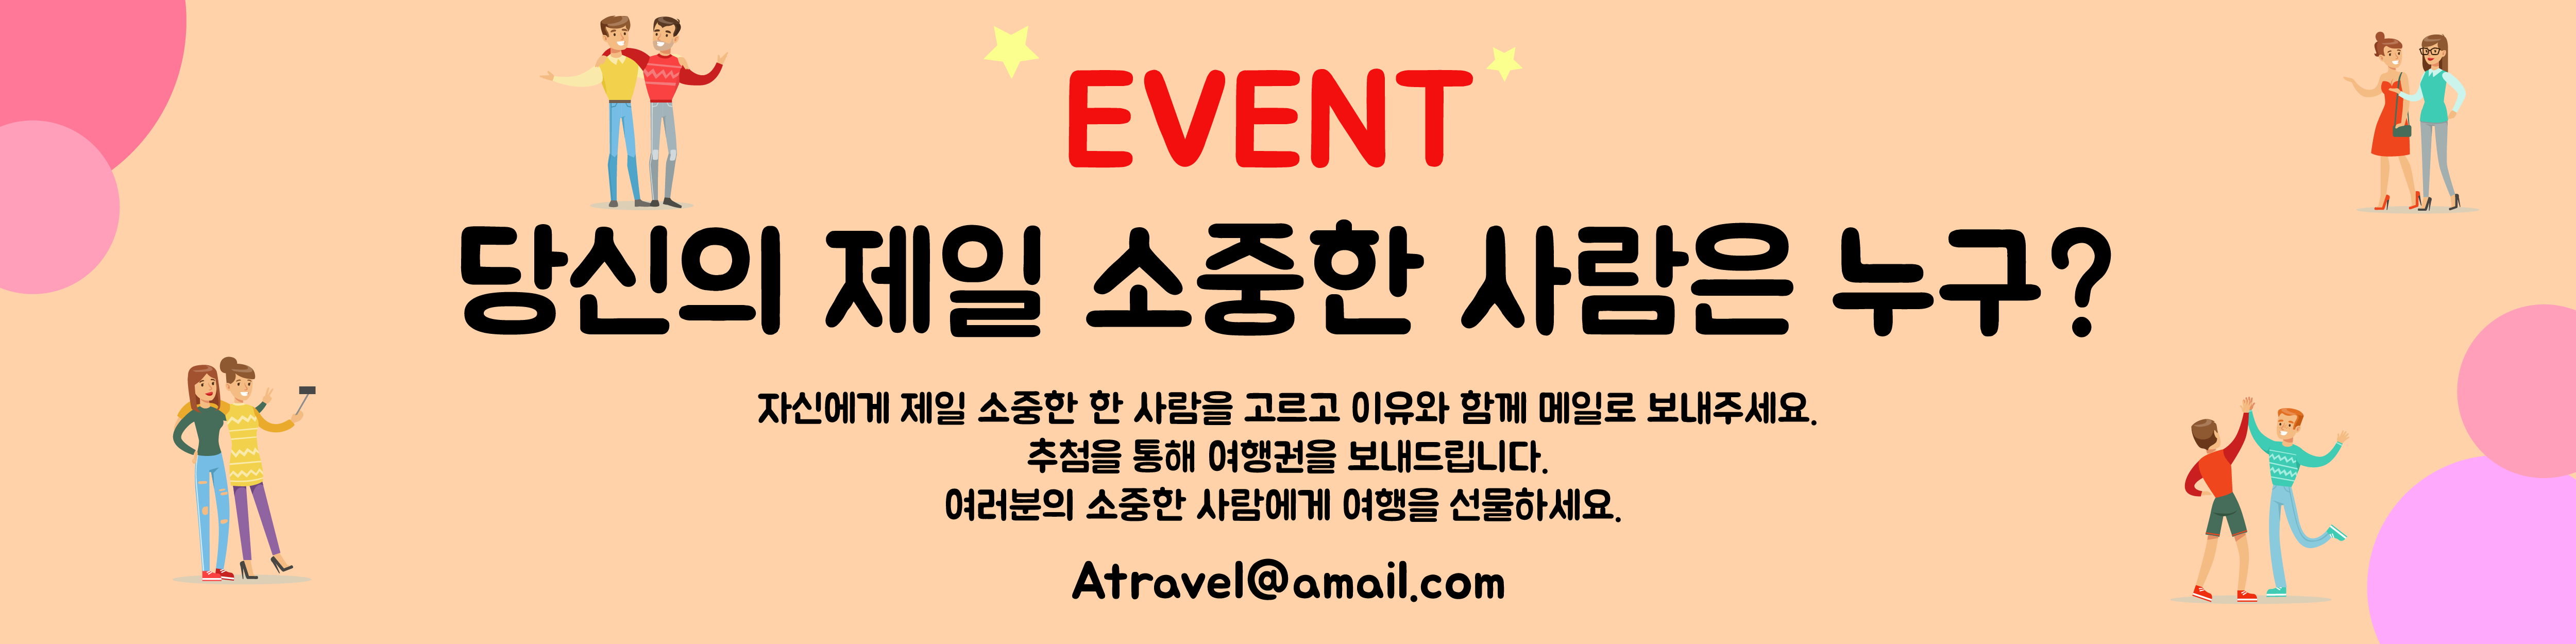 EVENT
당신의 제일 소중한 사람은 누구?
자신에게 제일 소중한 한 사람을 고르고 이유와 함께 메일로 보내주세요.
추첨을 통해 여행권을 보내드립니다.
여러분의 소중한 사람에게 여행을 선물하세요.
Atravel@amail.com